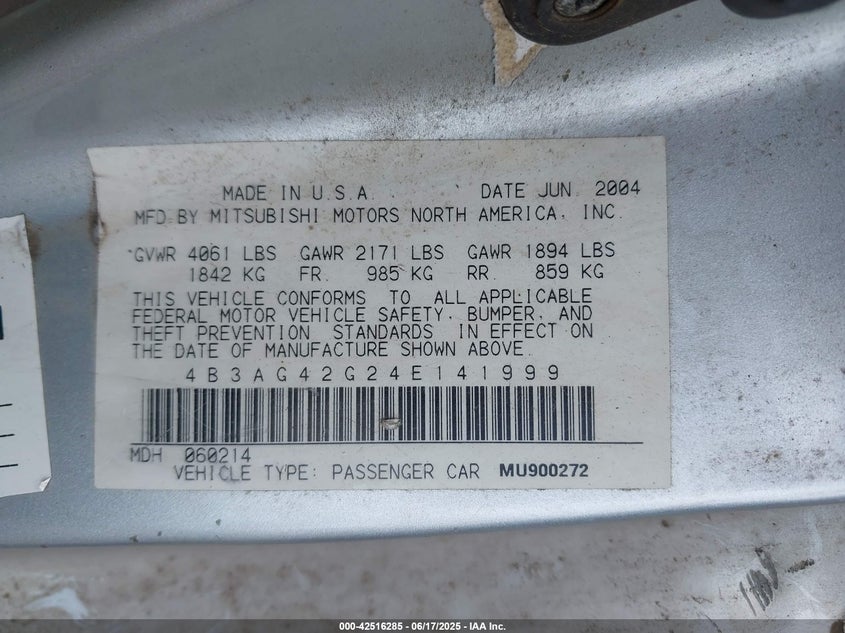 MADE IN U.S.A. DATE JUN. 2004
MFD.BY MITSUBISHI MOTORS NORTH AMERICA, INC.
GVWR 4061 LBS GAWR 2171 LBS GAWR 1894 LBS
1842 KG FR. 985 KG RR. 859 KG
THIS VEHICLE CONFORMS TO ALL APPLICABLE
FEDERAL MOTOR VEHICLE SAFETY, BUMPER, AND
THEFT PREVENTION STANDARDS IN EFFECT ON
THE DATE OF MANUFACTURE SHOWN ABOVE.
4B3AG42G24E141999
MDH 060214
VEHICLE TYPE: PASSENGER CAR MU900272
000-42516285 - 06/17/2025 - IAA Inc.